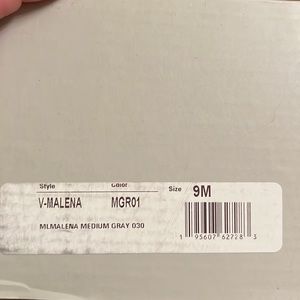 Style Color Size 9M
V-MALENA MGR01
MLMALENA MEDIUM GRAY 030
1 95607 62728 3